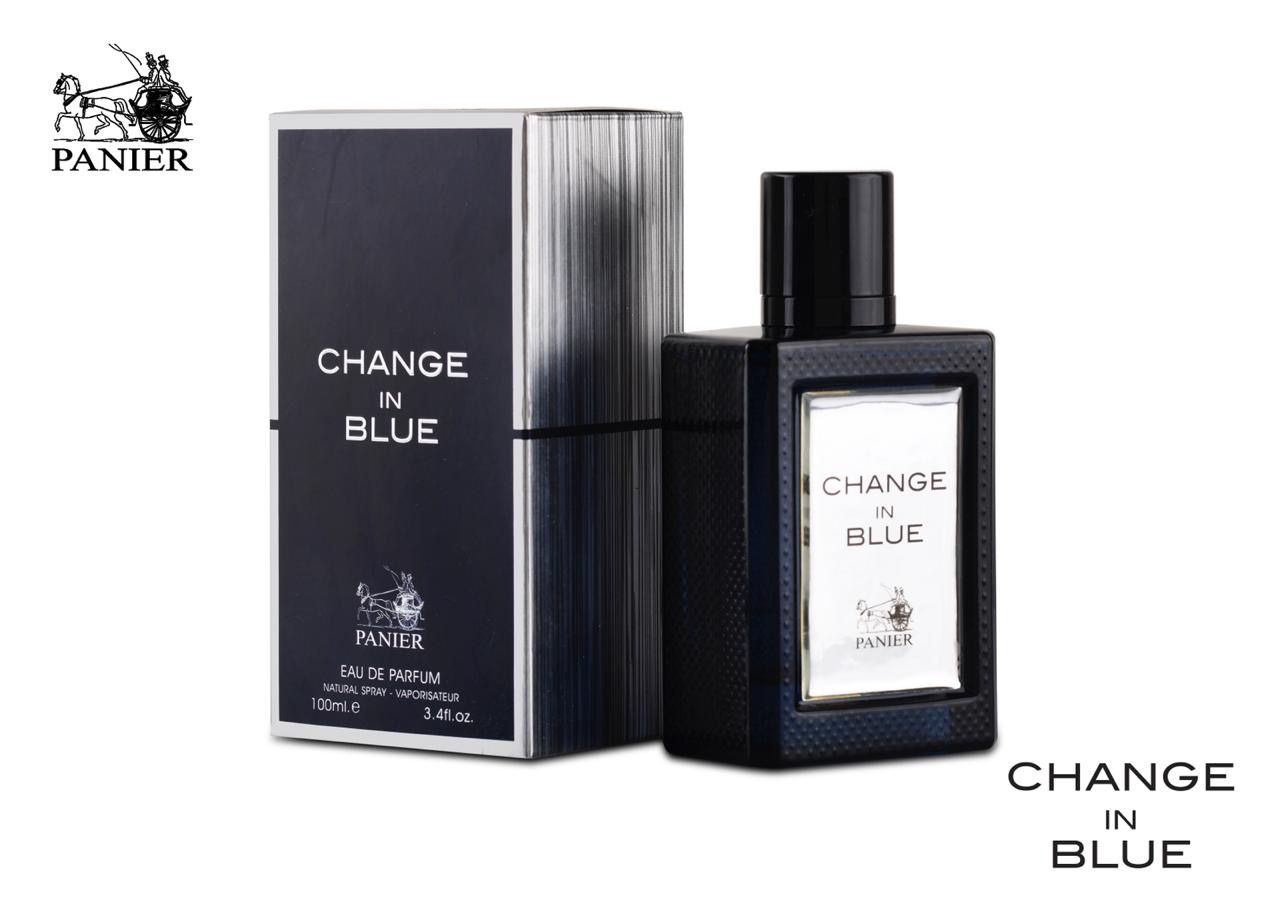 PANIER
CHANGE
IN
BLUE
PANIER
EAU DE PARFUM
NATURAL SPRAY - VAPORISATEUR
100ml.e 3.4fl.oz.
CHANGE
IN
BLUE
PANIER
CHANGE
IN
BLUE